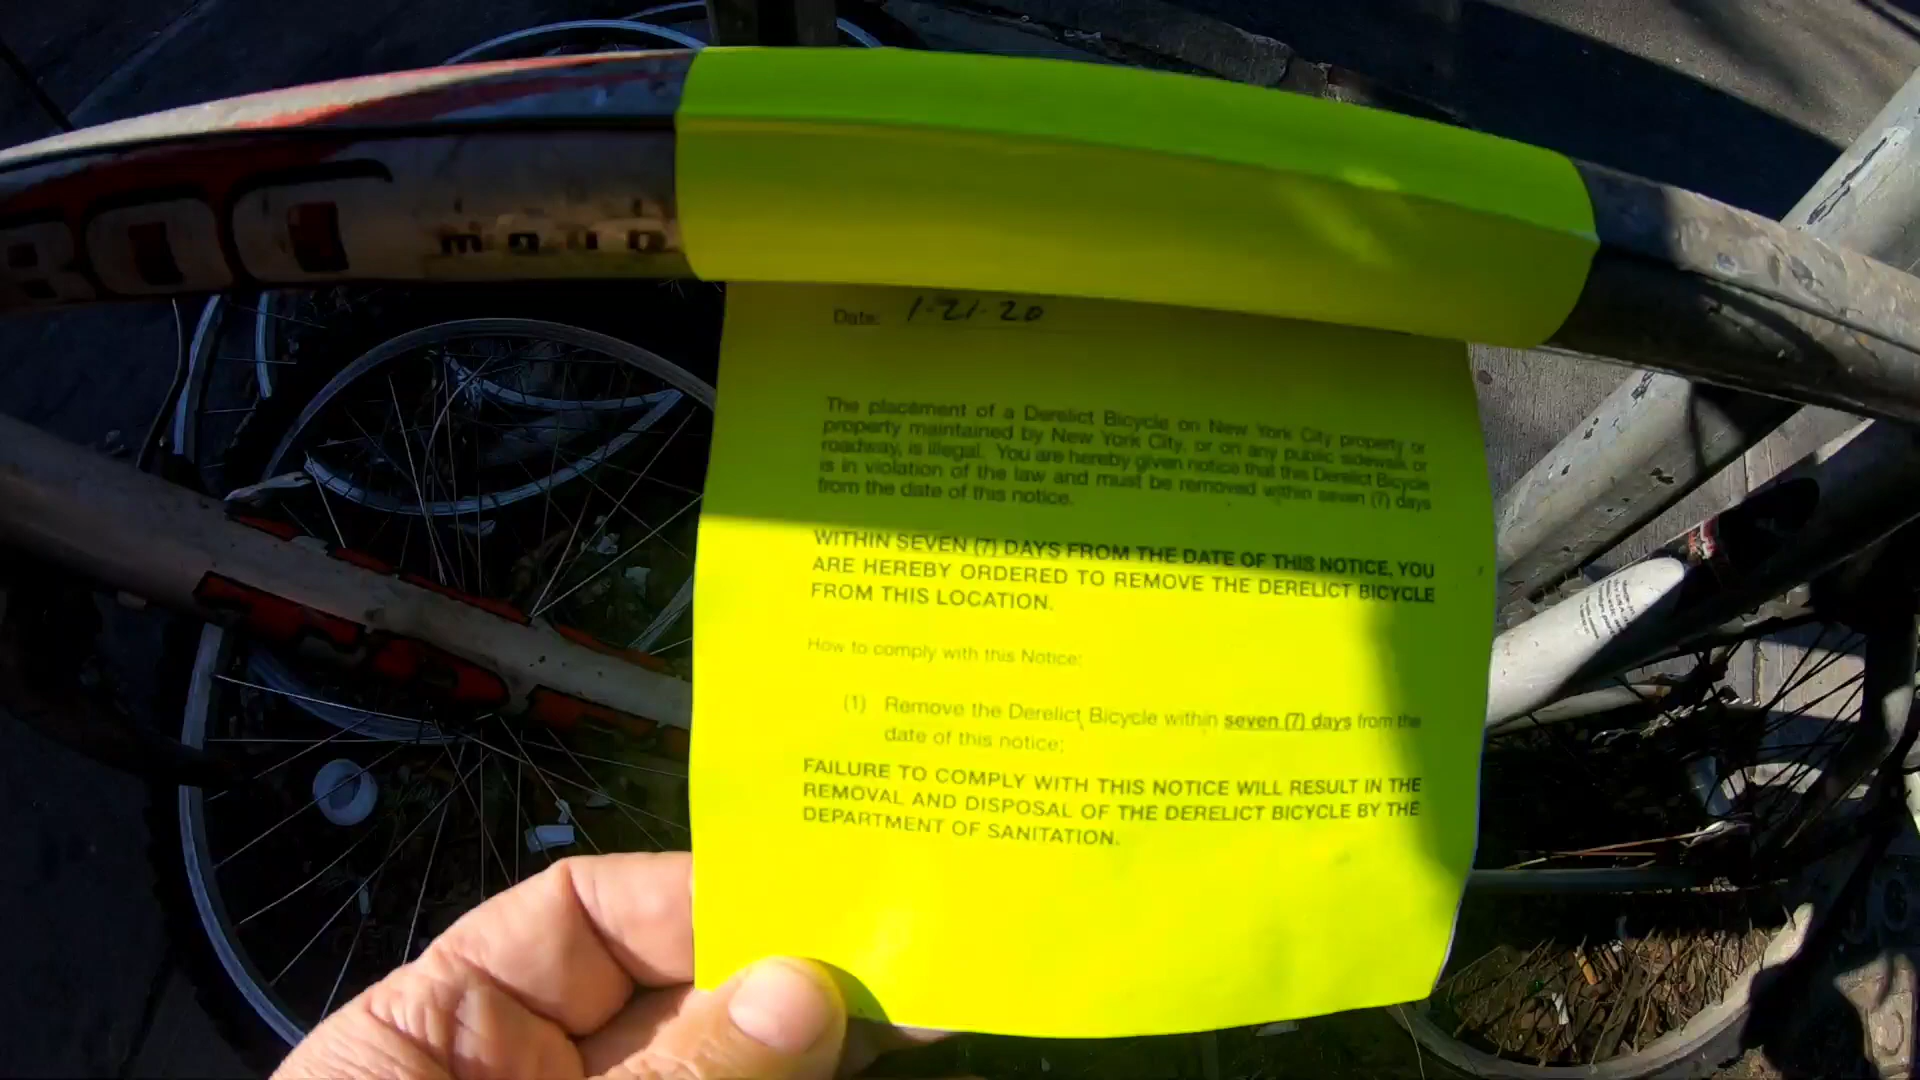 Date: 1-21-20
The placement of a Derelict Bicycle on New York City property or
property maintained by New York City, or on any public sidewalk or
roadway, is illegal. You are hereby given notice that this Derelict Bicycle
is in violation of the law and must be removed within seven (7) days
from the date of this notice.
WITHIN SEVEN (7) DAYS FROM THE DATE OF THIS NOTICE, YOU
ARE HEREBY ORDERED TO REMOVE THE DERELICT BICYCLE
FROM THIS LOCATION.
How to comply with this Notice:
(1) Remove the Derelict Bicycle within seven (7) days from the
date of this notice;
FAILURE TO COMPLY WITH THIS NOTICE WILL RESULT IN THE
REMOVAL AND DISPOSAL OF THE DERELICT BICYCLE BY THE
DEPARTMENT OF SANITATION.